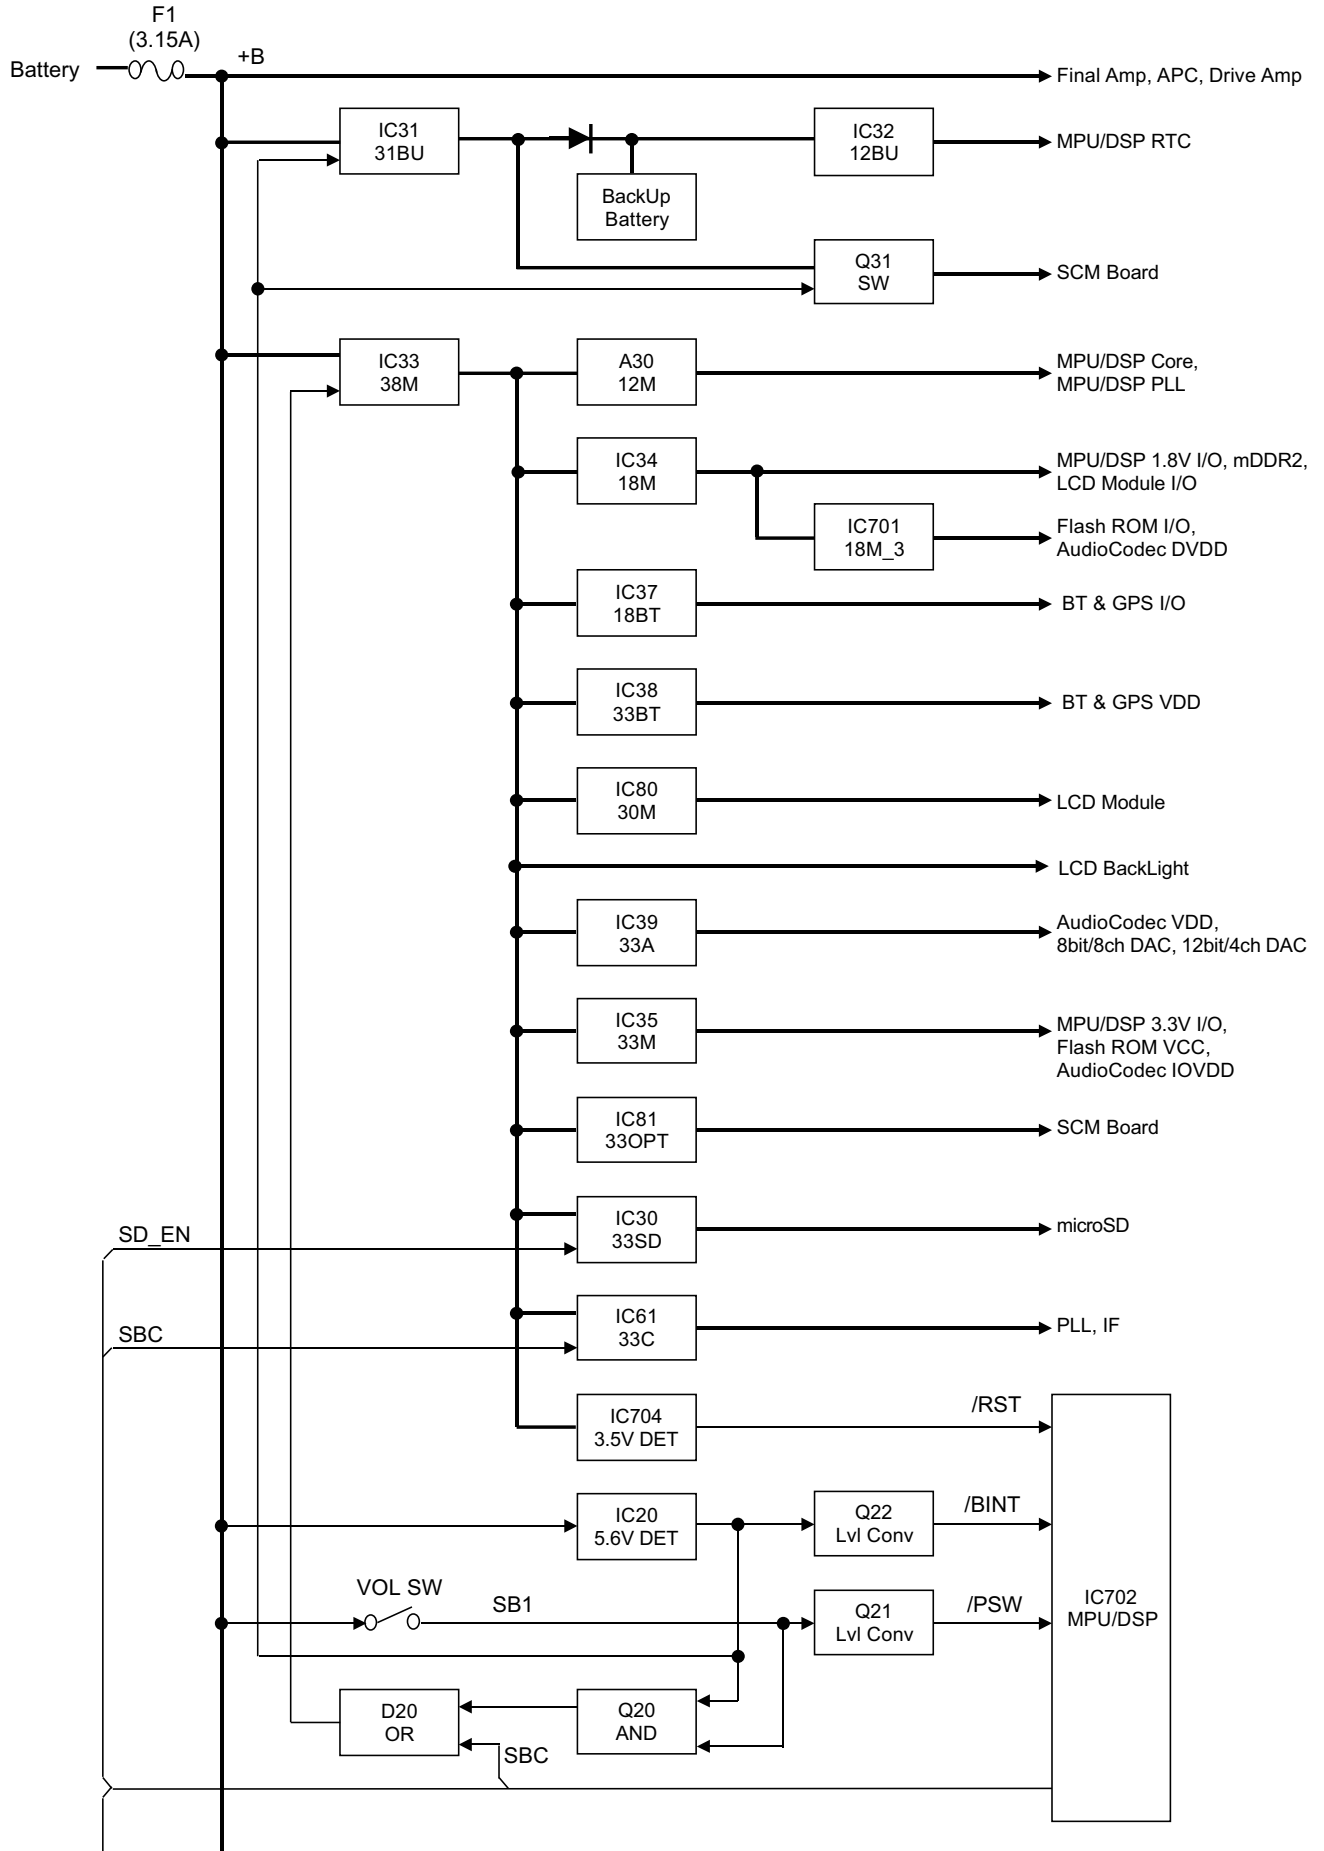 F1
(3.15A)
Battery
+B
Final Amp, APC, Drive Amp
IC31
31BU
IC32
12BU
MPU/DSP RTC
BackUp
Battery
Q31
SW
SCM Board
IC33
38M
A30
12M
MPU/DSP Core,
MPU/DSP PLL
IC34
18M
MPU/DSP 1.8V I/O, mDDR2,
LCD Module I/O
IC701
18M_3
Flash ROM I/O,
AudioCodec DVDD
IC37
18BT
BT & GPS I/O
IC38
33BT
BT & GPS VDD
IC80
30M
LCD Module
LCD BackLight
IC39
33A
AudioCodec VDD,
8bit/8ch DAC, 12bit/4ch DAC
IC35
33M
MPU/DSP 3.3V I/O,
Flash ROM VCC,
AudioCodec IOVDD
IC81
33OPT
SCM Board
SD_EN
IC30
33SD
microSD
SBC
IC61
33C
PLL, IF
IC704
3.5V DET
/RST
IC20
5.6V DET
Q22
Lvl Conv
/BINT
VOL SW
SB1
Q21
Lvl Conv
/PSW
IC702
MPU/DSP
D20
OR
Q20
AND
SBC